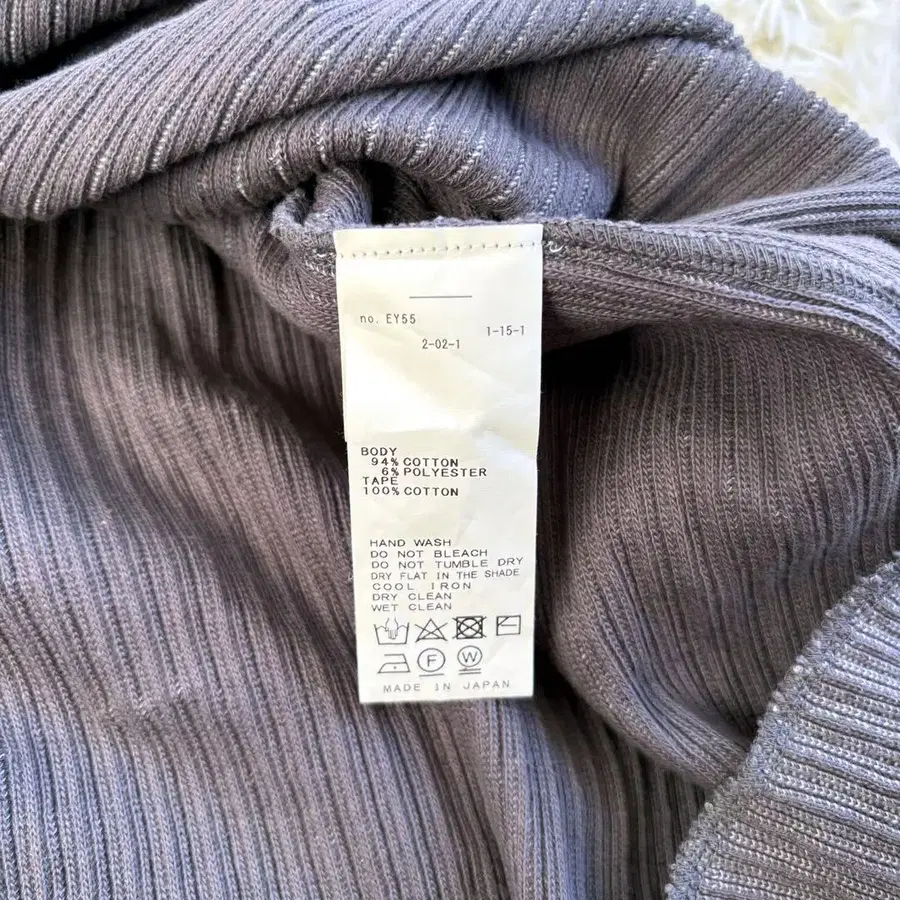 no. EY55
1-15-1
2-02-1
BODY
94% COTTON
6% POLYESTER
TAPE
100% COTTON
HAND WASH
DO NOT BLEACH
DO NOT TUMBLE DRY
DRY FLAT IN THE SHADE
COOL IRON
DRY CLEAN
WET CLEAN
F W
MADE IN JAPAN